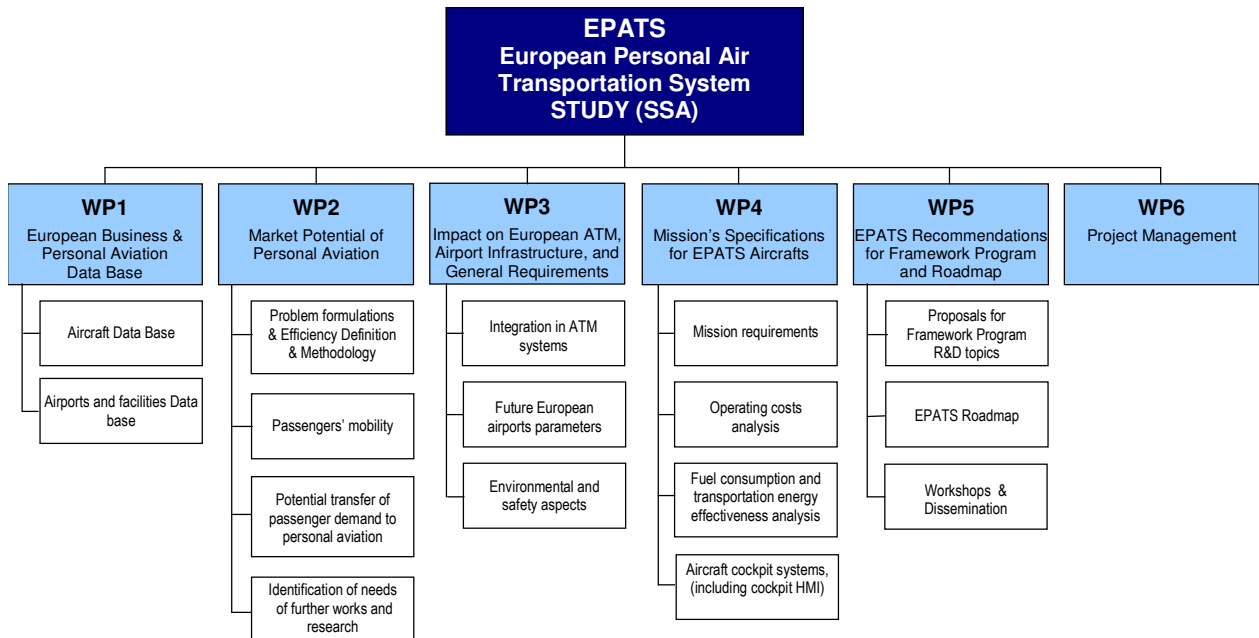 EPATS
European Personal Air
Transportation System
STUDY (SSA)
WP1
European Business &
Personal Aviation
Data Base
Aircraft Data Base
Airports and facilities Data
base
WP2
Market Potential of
Personal Aviation
Problem formulations
& Efficiency Definition
& Methodology
Passengers’ mobility
Potential transfer of
passenger demand to
personal aviation
Identification of needs
of further works and
research
WP3
Impact on European ATM,
Airport Infrastructure, and
General Requirements
Integration in ATM
systems
Future European
airports parameters
Environmental and
safety aspects
WP4
Mission’s Specifications
for EPATS Aircrafts
Mission requirements
Operating costs
analysis
Fuel consumption and
transportation energy
effectiveness analysis
Aircraft cockpit systems,
(including cockpit HMI)
WP5
EPATS Recommendations
for Framework Program
and Roadmap
Proposals for
Framework Program
R&D topics
EPATS Roadmap
Workshops &
Dissemination
WP6
Project Management